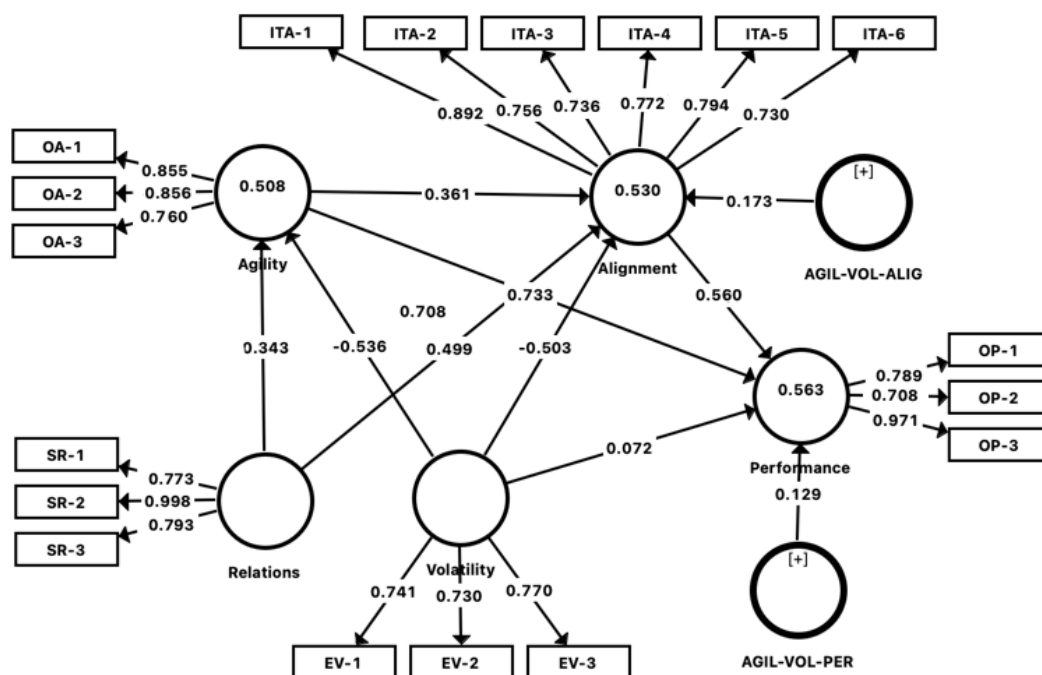 ITA-1 ITA-2 ITA-3 ITA-4 ITA-5 ITA-6
0.892 0.756 0.736 0.772 0.794 0.730
OA-1
OA-2
OA-3
0.855
0.856
0.760
0.508
Agility
0.361
0.530
Alignment
0.173
[+]
AGIL-VOL-ALIG
0.733
0.560
0.708
0.343
-0.536
0.499
-0.503
0.563
Performance
0.789
0.708
0.971
OP-1
OP-2
OP-3
0.072
0.129
SR-1
SR-2
SR-3
0.773
0.998
0.793
Relations
Volatility
0.741 0.730 0.770
EV-1 EV-2 EV-3
[+]
AGIL-VOL-PER